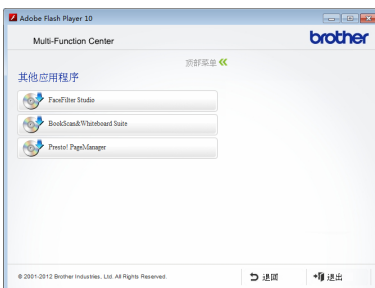 Adobe Flash Player 10
Multi-Function Center
brother
顶部菜单
其他应用程序
FaceFilter Studio
BookScan&Whiteboard Suite
Presto! PageManager
© 2001-2012 Brother Industries, Ltd. All Rights Reserved.
退回
退出